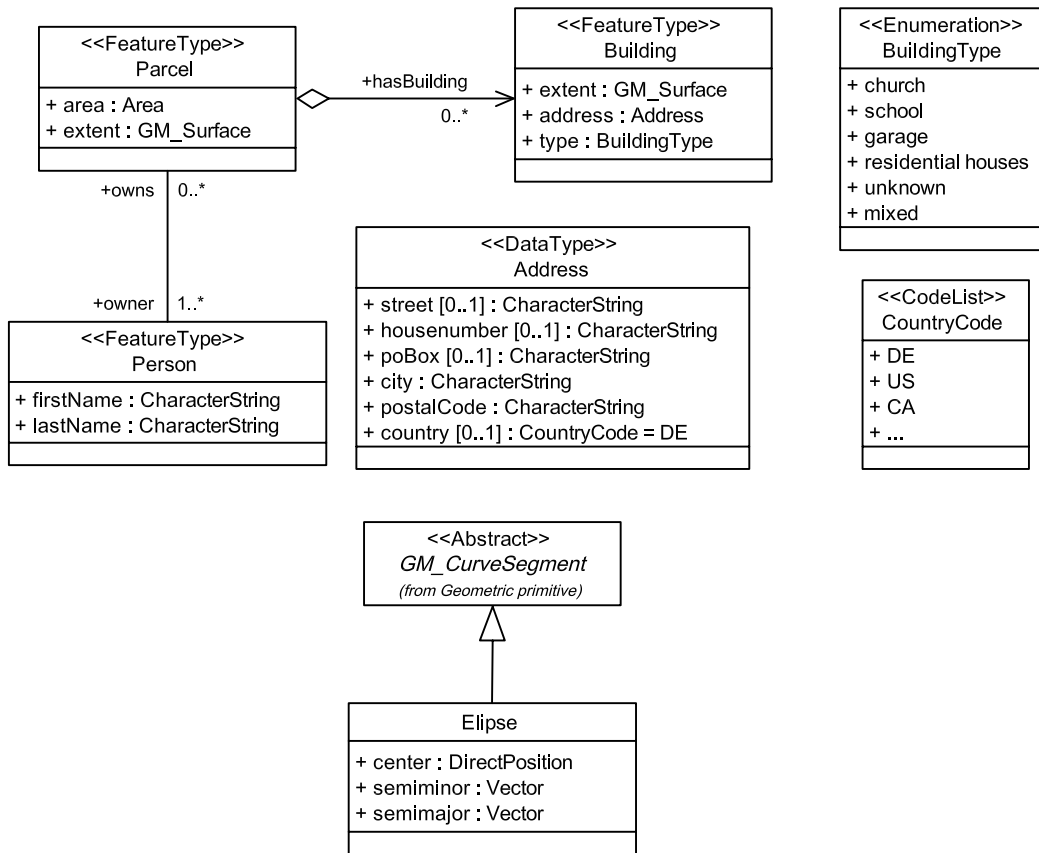 <<FeatureType>>
Parcel
+ area : Area
+ extent : GM_Surface
+hasBuilding
0..*
<<FeatureType>>
Building
+ extent : GM_Surface
+ address : Address
+ type : BuildingType
<<Enumeration>>
BuildingType
+ church
+ school
+ garage
+ residential houses
+ unknown
+ mixed
+owns
0..*
+owner
1..*
<<FeatureType>>
Person
+ firstName : CharacterString
+ lastName : CharacterString
<<DataType>>
Address
+ street [0..1] : CharacterString
+ housenumber [0..1] : CharacterString
+ poBox [0..1] : CharacterString
+ city : CharacterString
+ postalCode : CharacterString
+ country [0..1] : CountryCode = DE
<<CodeList>>
CountryCode
+ DE
+ US
+ CA
+ ...
<<Abstract>>
GM_CurveSegment
(from Geometric primitive)
Elipse
+ center : DirectPosition
+ semiminor : Vector
+ semimajor : Vector